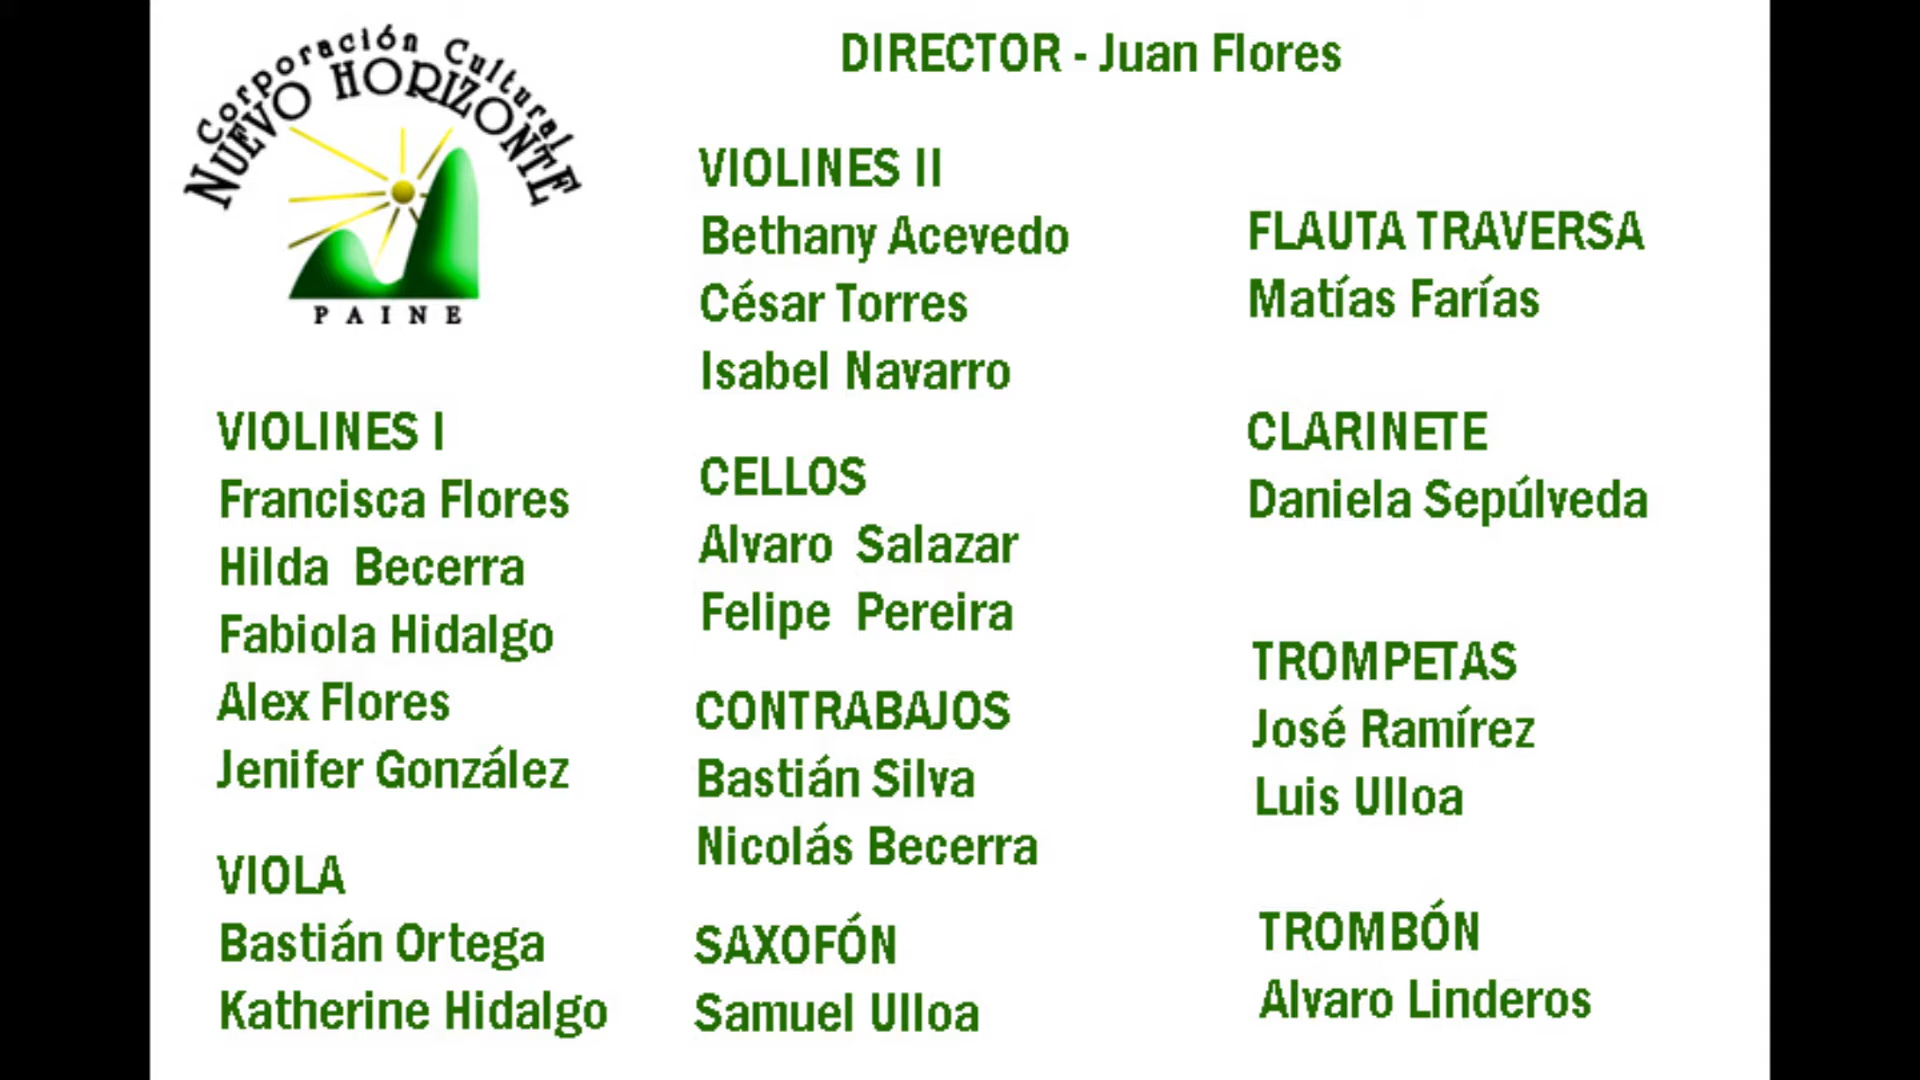 Corporación Cultural
NUEVO HORIZONTE
PAINE
DIRECTOR - Juan Flores
VIOLINES I
Francisca Flores
Hilda Becerra
Fabiola Hidalgo
Alex Flores
Jenifer González
VIOLA
Bastián Ortega
Katherine Hidalgo
VIOLINES II
Bethany Acevedo
César Torres
Isabel Navarro
CELLOS
Alvaro Salazar
Felipe Pereira
CONTRABAJOS
Bastián Silva
Nicolás Becerra
SAXOFÓN
Samuel Ulloa
FLAUTA TRAVERSA
Matías Farías
CLARINETE
Daniela Sepúlveda
TROMPETAS
José Ramírez
Luis Ulloa
TROMBÓN
Alvaro Linderos